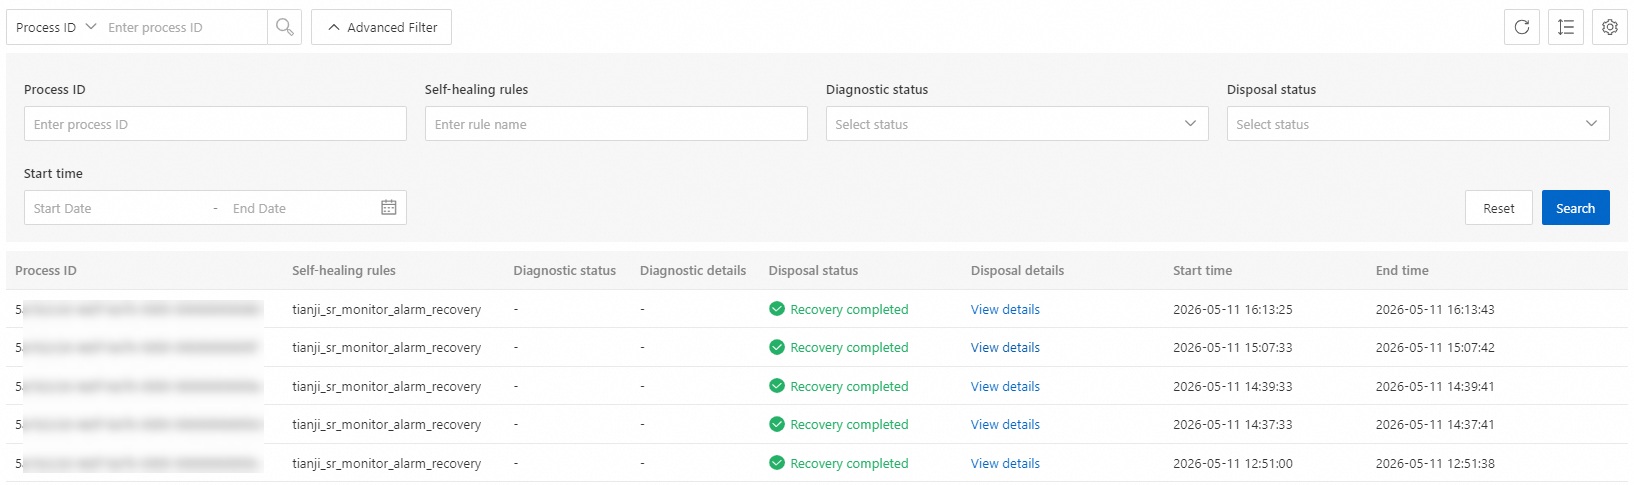 Process ID Enter process ID Advanced Filter
Process ID Self-healing rules Diagnostic status Disposal status
Enter process ID Enter rule name Select status Select status
Start time
Start Date - End Date Reset Search
Process ID Self-healing rules Diagnostic status Diagnostic details Disposal status Disposal details Start time End time
5 tianji_sr_monitor_alarm_recovery - - Recovery completed View details 2026-05-11 16:13:25 2026-05-11 16:13:43
5 tianji_sr_monitor_alarm_recovery - - Recovery completed View details 2026-05-11 15:07:33 2026-05-11 15:07:42
5 tianji_sr_monitor_alarm_recovery - - Recovery completed View details 2026-05-11 14:39:33 2026-05-11 14:39:41
5 tianji_sr_monitor_alarm_recovery - - Recovery completed View details 2026-05-11 14:37:33 2026-05-11 14:37:41
5 tianji_sr_monitor_alarm_recovery - - Recovery completed View details 2026-05-11 12:51:00 2026-05-11 12:51:38